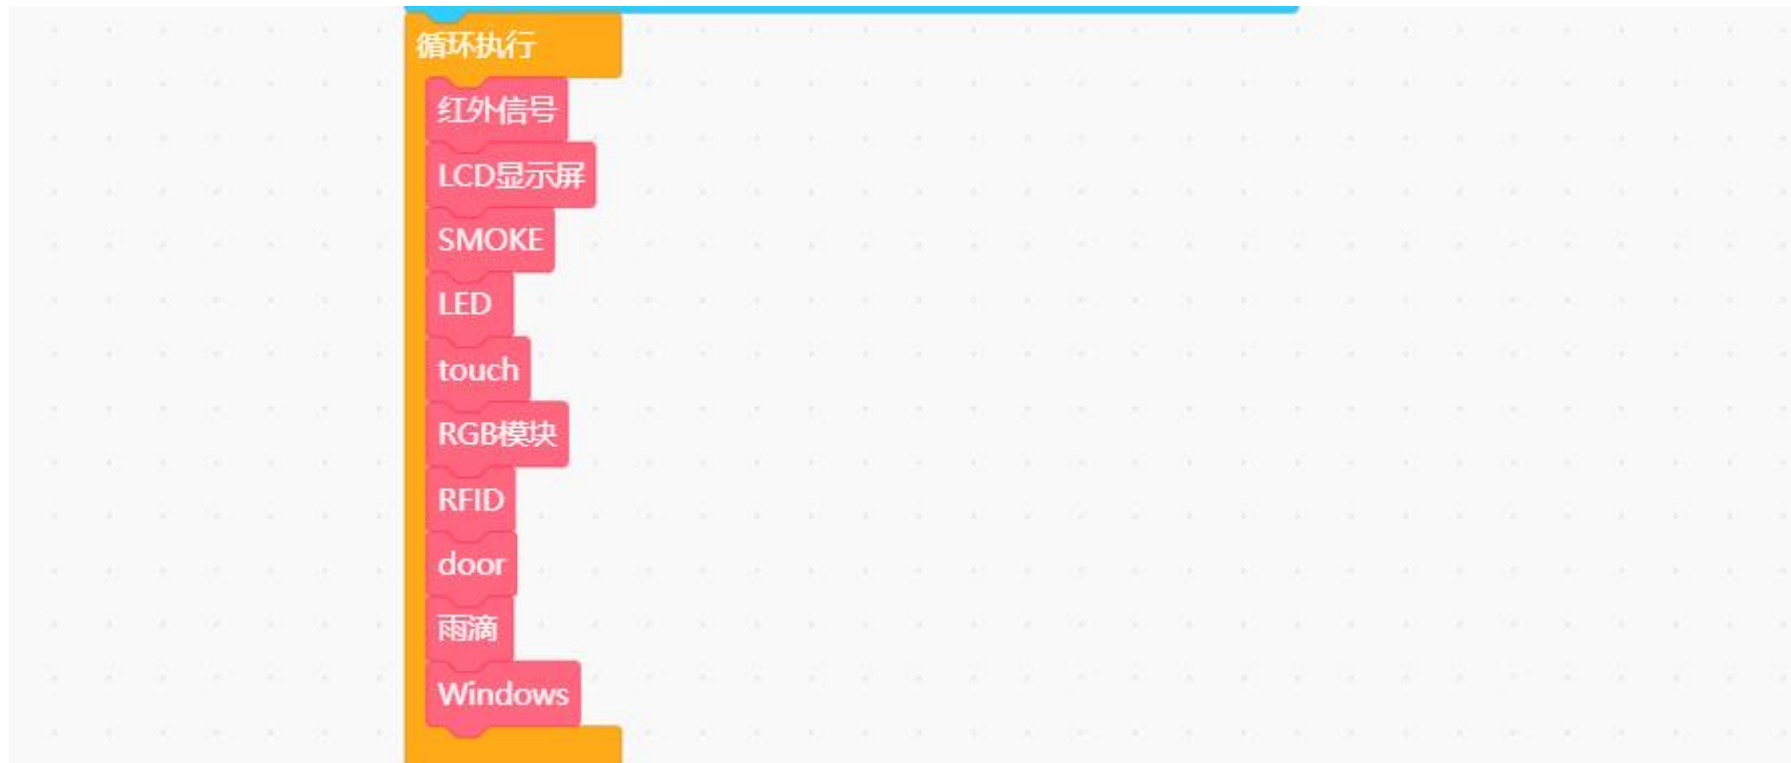 循环执行
红外信号
LCD显示屏
SMOKE
LED
touch
RGB模块
RFID
door
雨滴
Windows